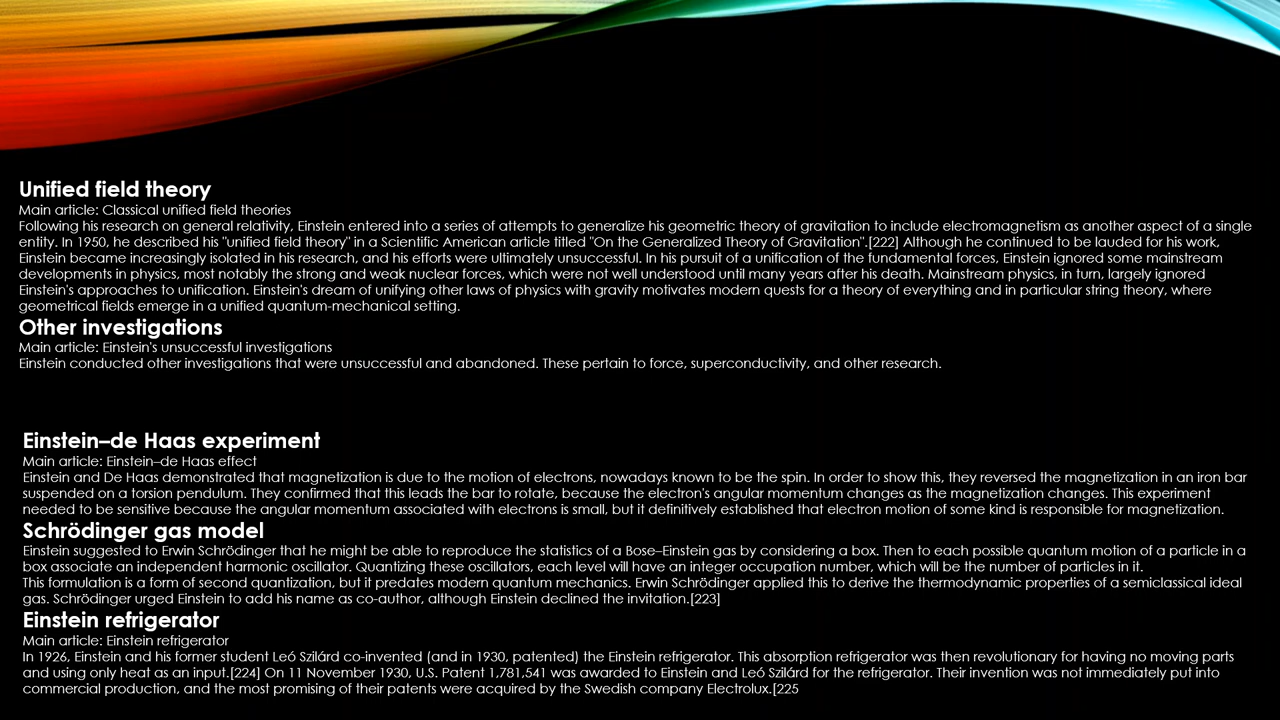 Unified field theory
Main article: Classical unified field theories
Following his research on general relativity, Einstein entered into a series of attempts to generalize his geometric theory of gravitation to include electromagnetism as another aspect of a single
entity. In 1950, he described his "unified field theory" in a Scientific American article titled "On the Generalized Theory of Gravitation".[222] Although he continued to be lauded for his work,
Einstein became increasingly isolated in his research, and his efforts were ultimately unsuccessful. In his pursuit of a unification of the fundamental forces, Einstein ignored some mainstream
developments in physics, most notably the strong and weak nuclear forces, which were not well understood until many years after his death. Mainstream physics, in turn, largely ignored
Einstein's approaches to unification. Einstein's dream of unifying other laws of physics with gravity motivates modern quests for a theory of everything and in particular string theory, where
geometrical fields emerge in a unified quantum-mechanical setting.
Other investigations
Main article: Einstein's unsuccessful investigations
Einstein conducted other investigations that were unsuccessful and abandoned. These pertain to force, superconductivity, and other research.
Einstein–de Haas experiment
Main article: Einstein–de Haas effect
Einstein and De Haas demonstrated that magnetization is due to the motion of electrons, nowadays known to be the spin. In order to show this, they reversed the magnetization in an iron bar
suspended on a torsion pendulum. They confirmed that this leads the bar to rotate, because the electron's angular momentum changes as the magnetization changes. This experiment
needed to be sensitive because the angular momentum associated with electrons is small, but it definitively established that electron motion of some kind is responsible for magnetization.
Schrödinger gas model
Einstein suggested to Erwin Schrödinger that he might be able to reproduce the statistics of a Bose–Einstein gas by considering a box. Then to each possible quantum motion of a particle in a
box associate an independent harmonic oscillator. Quantizing these oscillators, each level will have an integer occupation number, which will be the number of particles in it.
This formulation is a form of second quantization, but it predates modern quantum mechanics. Erwin Schrödinger applied this to derive the thermodynamic properties of a semiclassical ideal
gas. Schrödinger urged Einstein to add his name as co-author, although Einstein declined the invitation.[223]
Einstein refrigerator
Main article: Einstein refrigerator
In 1926, Einstein and his former student Leó Szilárd co-invented (and in 1930, patented) the Einstein refrigerator. This absorption refrigerator was then revolutionary for having no moving parts
and using only heat as an input.[224] On 11 November 1930, U.S. Patent 1,781,541 was awarded to Einstein and Leó Szilárd for the refrigerator. Their invention was not immediately put into
commercial production, and the most promising of their patents were acquired by the Swedish company Electrolux.[225